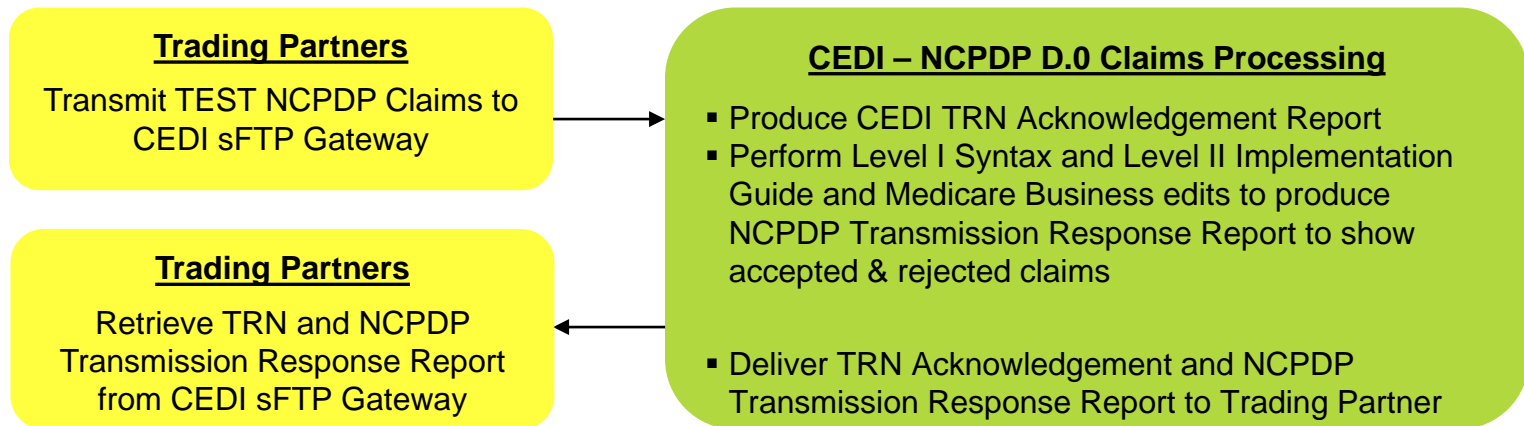 Trading Partners
Transmit TEST NCPDP Claims to
CEDI sFTP Gateway
Trading Partners
Retrieve TRN and NCPDP
Transmission Response Report
from CEDI sFTP Gateway
CEDI – NCPDP D.0 Claims Processing
▪ Produce CEDI TRN Acknowledgement Report
▪ Perform Level I Syntax and Level II Implementation
Guide and Medicare Business edits to produce
NCPDP Transmission Response Report to show
accepted & rejected claims
▪ Deliver TRN Acknowledgement and NCPDP
Transmission Response Report to Trading Partner